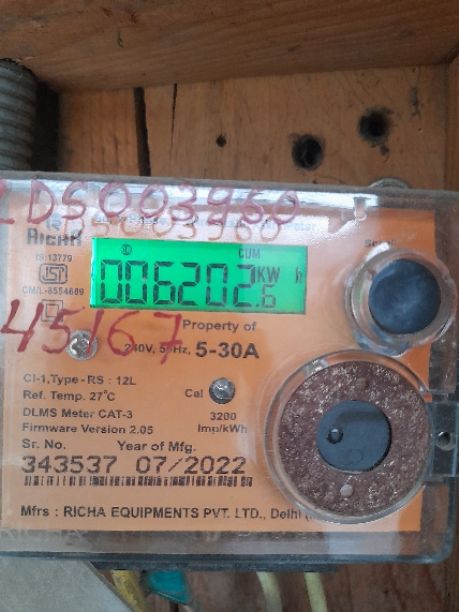 LDS003960
RICHA
IS:13779
CM/L-8554689
CUM
006202.6 KW h
45167
Property of
240V, 50Hz, 5-30A
Cl-1,Type - RS : 12L
Ref. Temp. 27°C
Cal
DLMS Meter CAT-3
3200
Firmware Version 2.05
Imp/kWh
Sr. No. Year of Mfg.
343537 07/2022
Mfrs : RICHA EQUIPMENTS PVT. LTD., Delhi